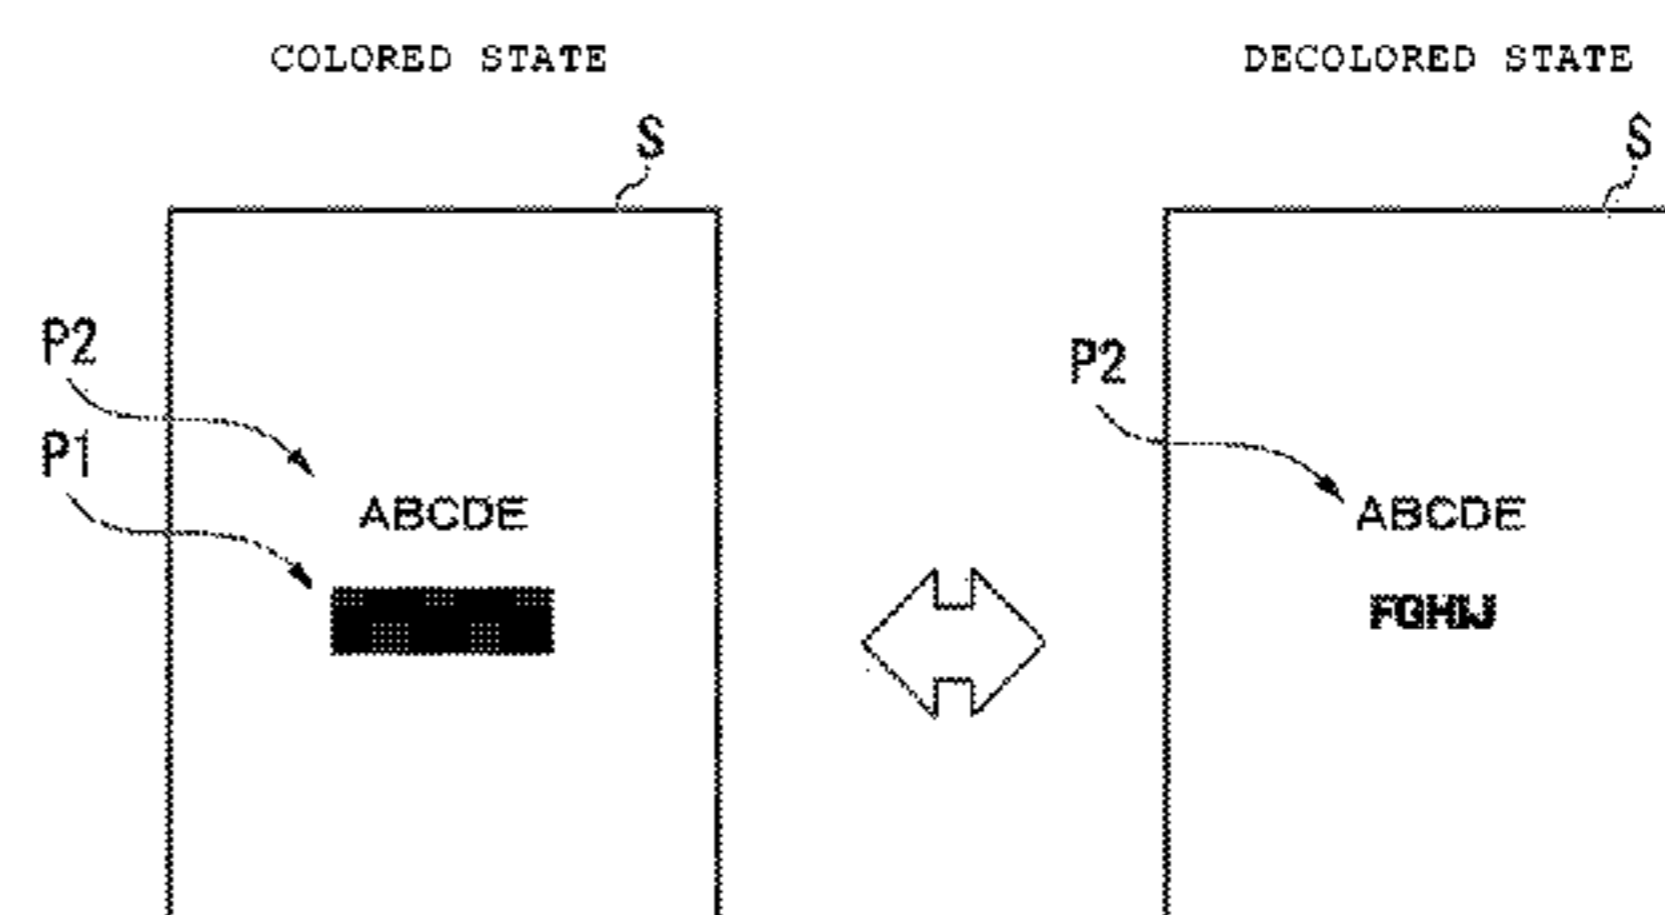 COLORED STATE
DECOLORED STATE
S
S
P2
P2
P1
ABCDE
ABCDE
FGHIJ